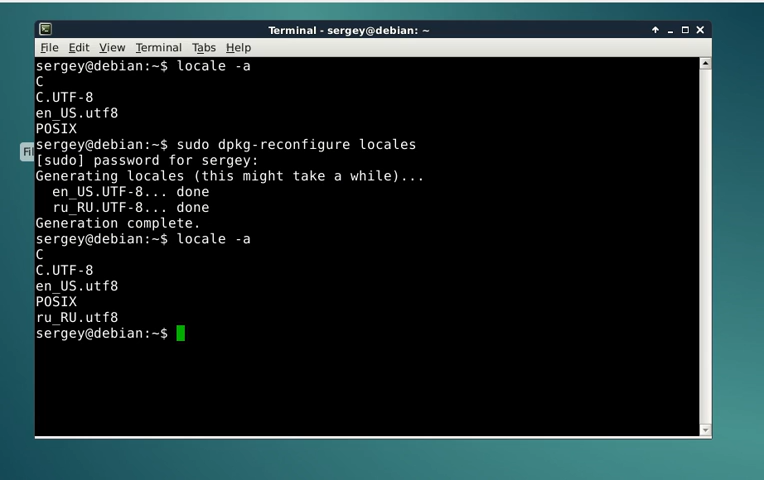 Terminal - sergey@debian: ~
File Edit View Terminal Tabs Help
sergey@debian:~$ locale -a
C
C.UTF-8
en_US.utf8
POSIX
sergey@debian:~$ sudo dpkg-reconfigure locales
Fil
[sudo] password for sergey:
Generating locales (this might take a while)...
  en_US.UTF-8... done
  ru_RU.UTF-8... done
Generation complete.
sergey@debian:~$ locale -a
C
C.UTF-8
en_US.utf8
POSIX
ru_RU.utf8
sergey@debian:~$